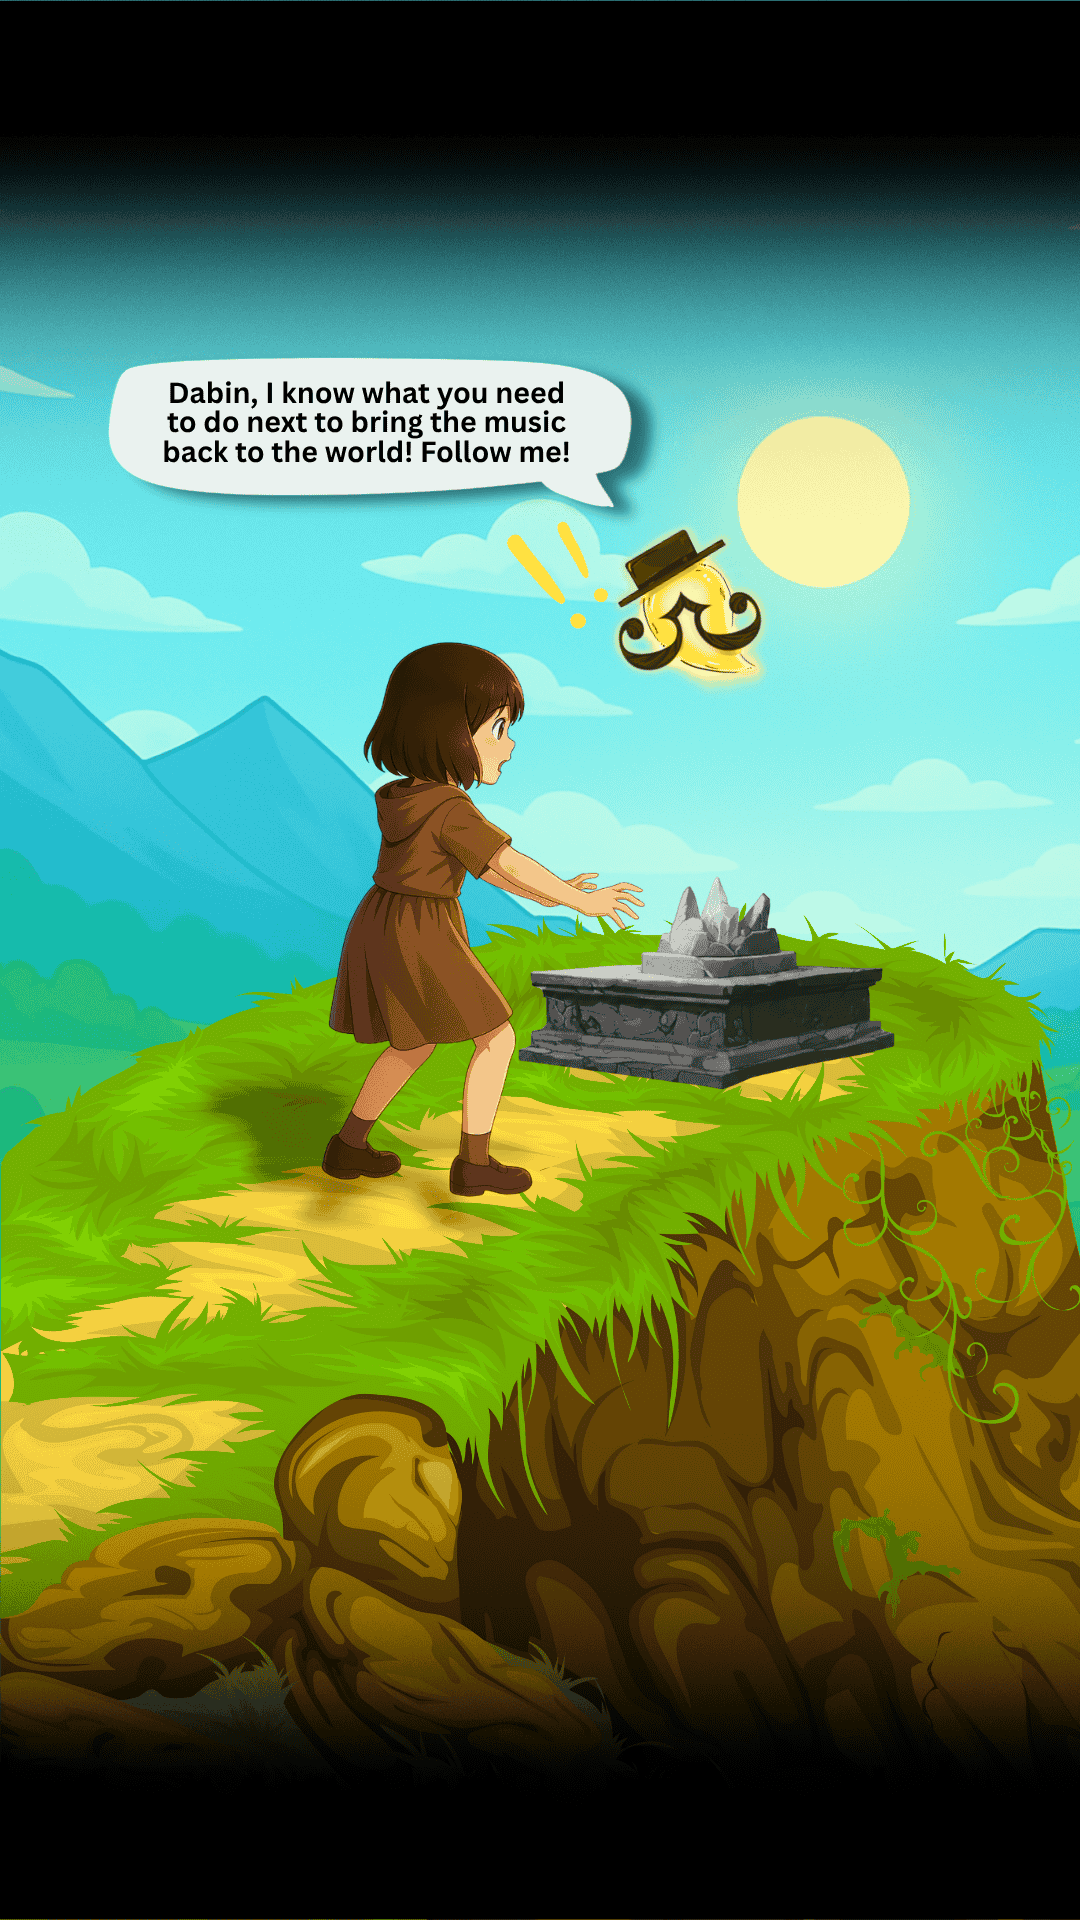 Dabin, I know what you need
to do next to bring the music
back to the world! Follow me!